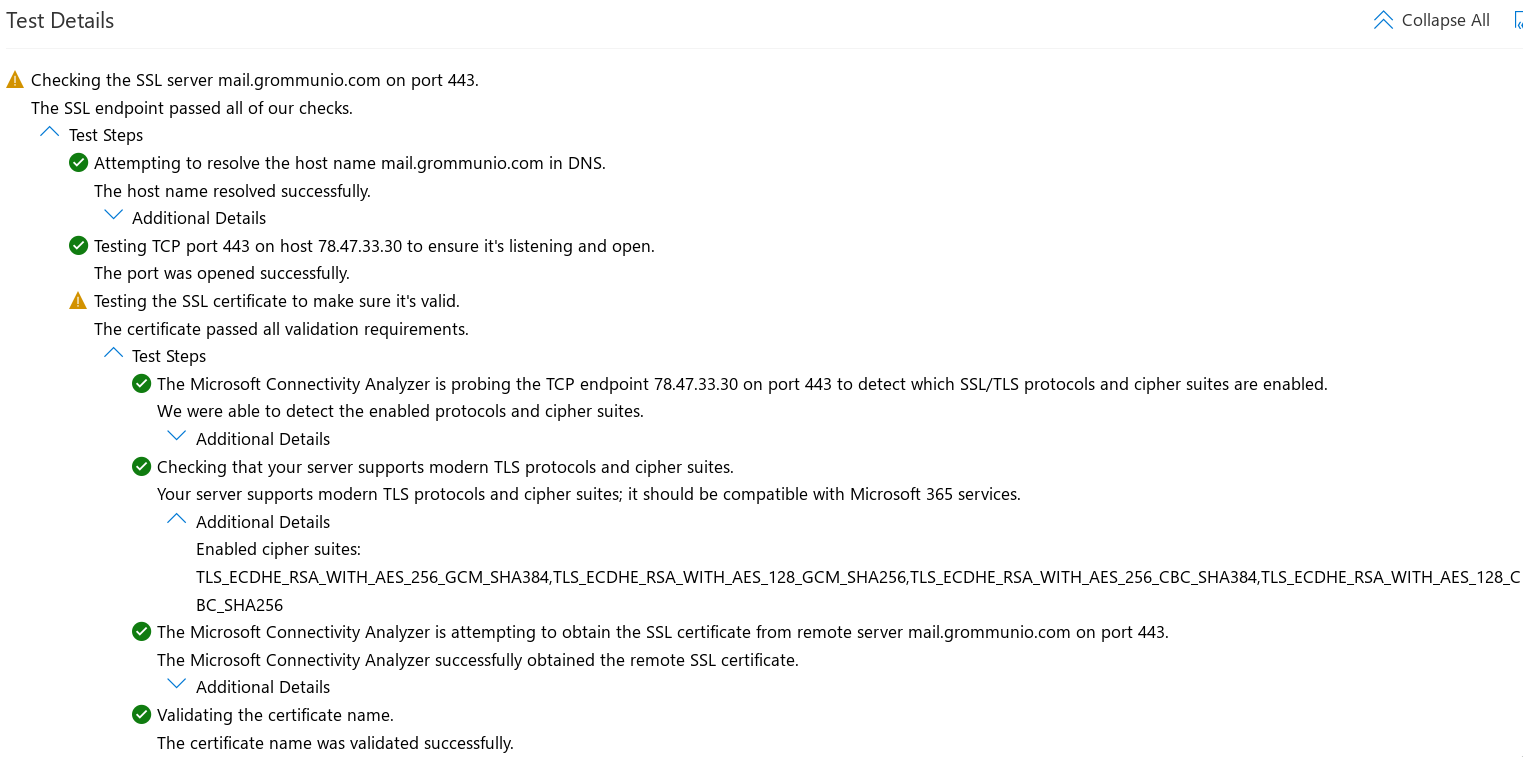 Test Details
Collapse All
Checking the SSL server mail.grommunio.com on port 443.
The SSL endpoint passed all of our checks.
Test Steps
Attempting to resolve the host name mail.grommunio.com in DNS.
The host name resolved successfully.
Additional Details
Testing TCP port 443 on host 78.47.33.30 to ensure it's listening and open.
The port was opened successfully.
Testing the SSL certificate to make sure it's valid.
The certificate passed all validation requirements.
Test Steps
The Microsoft Connectivity Analyzer is probing the TCP endpoint 78.47.33.30 on port 443 to detect which SSL/TLS protocols and cipher suites are enabled.
We were able to detect the enabled protocols and cipher suites.
Additional Details
Checking that your server supports modern TLS protocols and cipher suites.
Your server supports modern TLS protocols and cipher suites; it should be compatible with Microsoft 365 services.
Additional Details
Enabled cipher suites:
TLS_ECDHE_RSA_WITH_AES_256_GCM_SHA384,TLS_ECDHE_RSA_WITH_AES_128_GCM_SHA256,TLS_ECDHE_RSA_WITH_AES_256_CBC_SHA384,TLS_ECDHE_RSA_WITH_AES_128_C
BC_SHA256
The Microsoft Connectivity Analyzer is attempting to obtain the SSL certificate from remote server mail.grommunio.com on port 443.
The Microsoft Connectivity Analyzer successfully obtained the remote SSL certificate.
Additional Details
Validating the certificate name.
The certificate name was validated successfully.